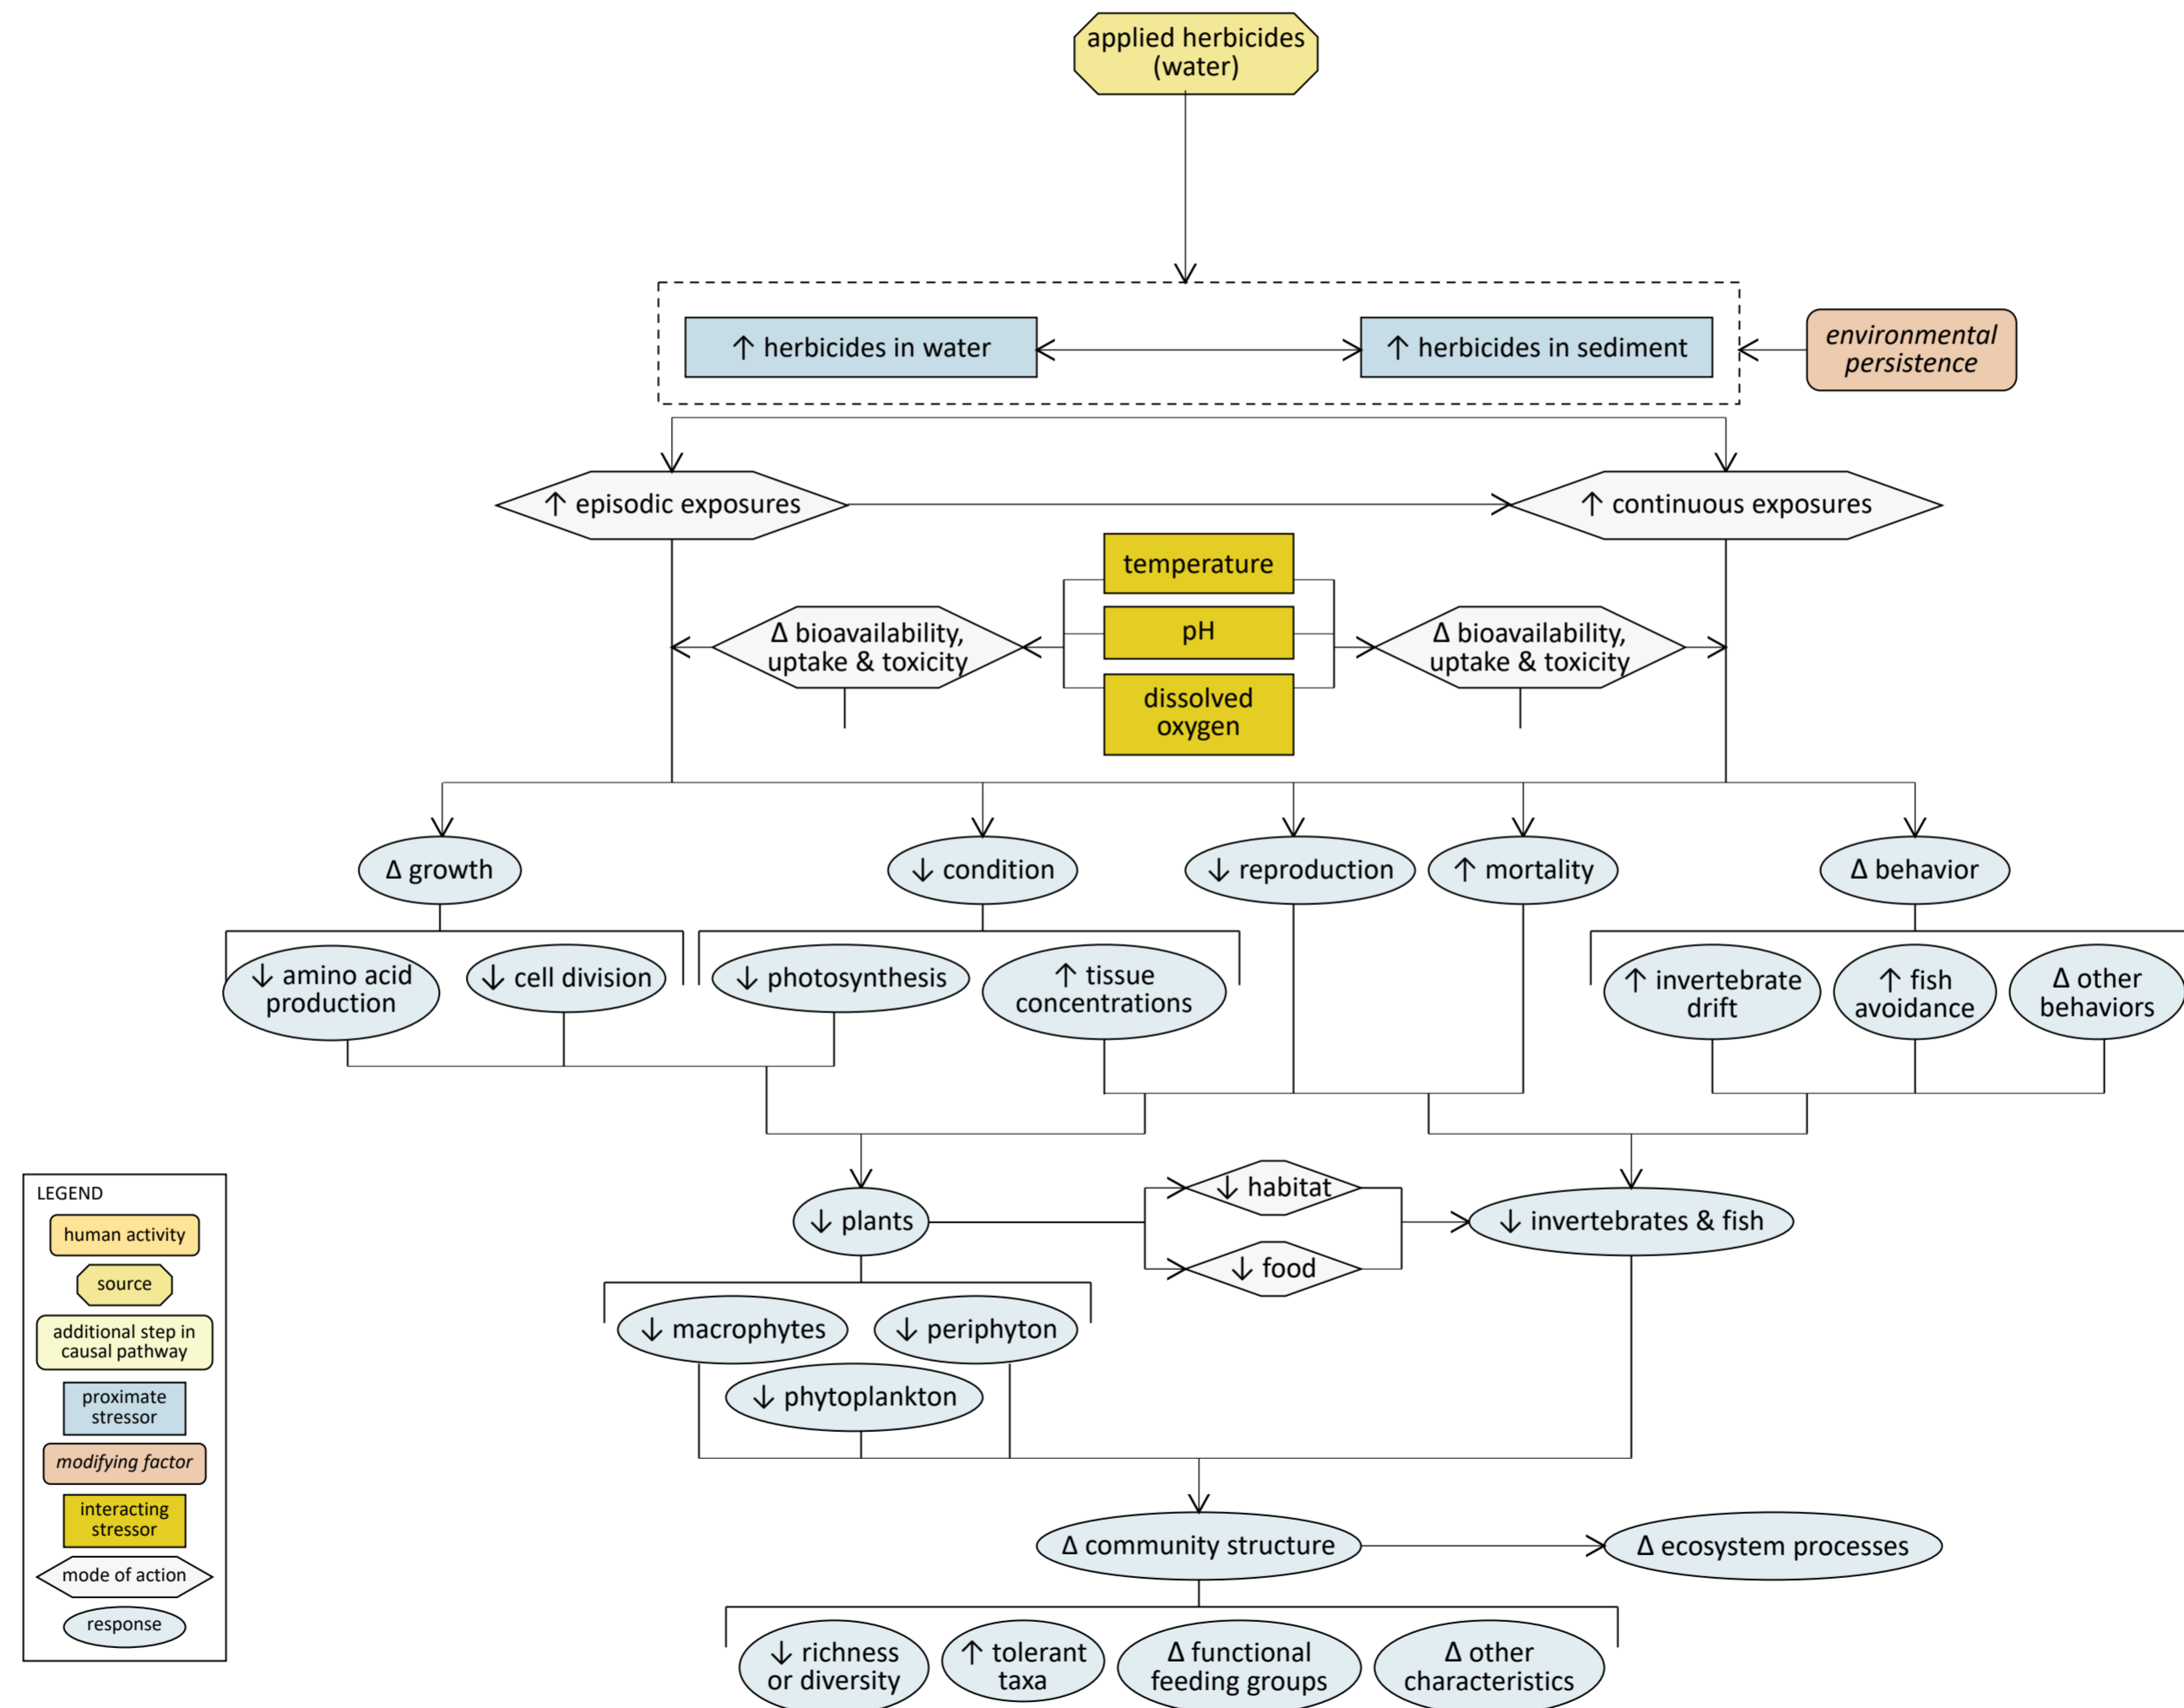 applied herbicides
(water)
↑ herbicides in water
↑ herbicides in sediment
environmental
persistence
↑ episodic exposures
↑ continuous exposures
temperature
Δ bioavailability,
uptake & toxicity
pH
Δ bioavailability,
uptake & toxicity
dissolved
oxygen
Δ growth
↓ condition
↓ reproduction
↑ mortality
Δ behavior
↓ amino acid
production
↓ cell division
↓ photosynthesis
↑ tissue
concentrations
↑ invertebrate
drift
↑ fish
avoidance
Δ other
behaviors
↓ habitat
↓ plants
↓ invertebrates & fish
↓ food
↓ macrophytes
↓ periphyton
↓ phytoplankton
Δ community structure
Δ ecosystem processes
↓ richness
or diversity
↑ tolerant
taxa
Δ functional
feeding groups
Δ other
characteristics
LEGEND
human activity
source
additional step in
causal pathway
proximate
stressor
modifying factor
interacting
stressor
mode of action
response